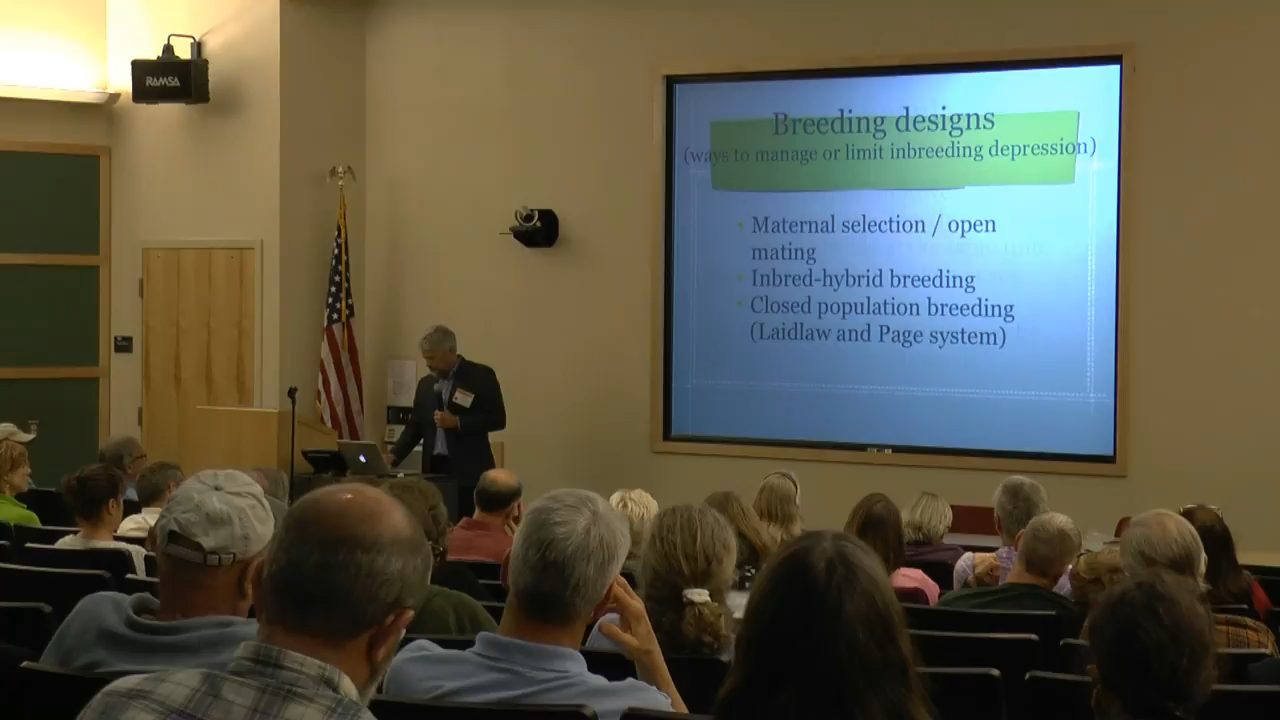 RAMSA
Breeding designs
(ways to manage or limit inbreeding depression)
• Maternal selection / open
mating
• Inbred-hybrid breeding
• Closed population breeding
(Laidlaw and Page system)